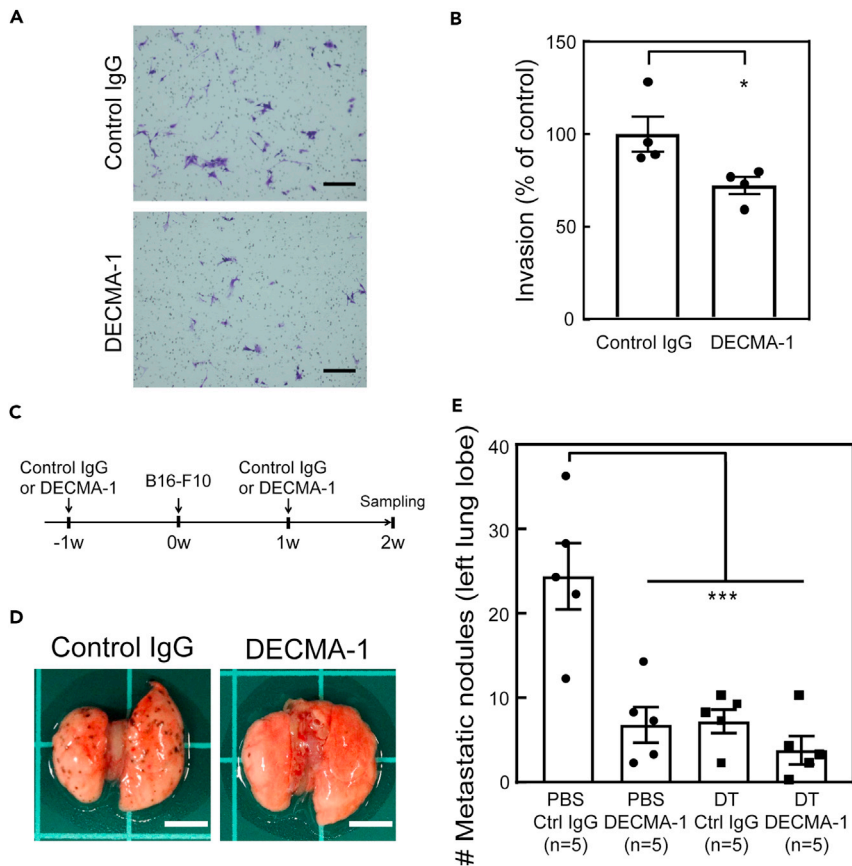 A
Control IgG
DECMA-1
B
Invasion (% of control)
150
100
50
0
*
Control IgG
DECMA-1
C
Control IgG
or DECMA-1
B16-F10
Control IgG
or DECMA-1
Sampling
-1w
0w
1w
2w
D
Control IgG
DECMA-1
E
# Metastatic nodules (left lung lobe)
40
30
20
10
0
***
PBS
Ctrl IgG
(n=5)
PBS
DECMA-1
(n=5)
DT
Ctrl IgG
(n=5)
DT
DECMA-1
(n=5)